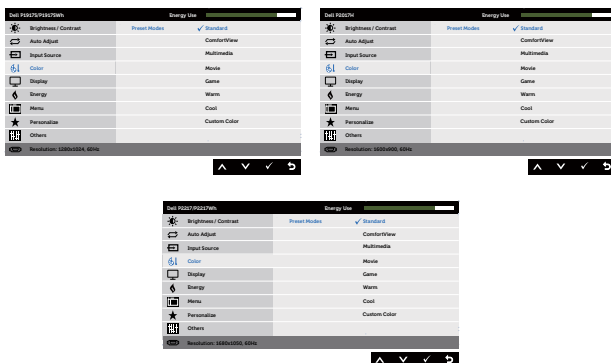 Dell P1917S/P1917SWh Energy Use
Brightness / Contrast Preset Modes ✓ Standard
Auto Adjust ComfortView
Input Source Multimedia
Color Movie
Display Game
Energy Warm
Menu Cool
Personalize Custom Color
Others
Resolution: 1280x1024, 60Hz
Dell P2017H Energy Use
Brightness / Contrast Preset Modes ✓ Standard
Auto Adjust ComfortView
Input Source Multimedia
Color Movie
Display Game
Energy Warm
Menu Cool
Personalize Custom Color
Others
Resolution: 1600x900, 60Hz
Dell P2217/P2217Wh Energy Use
Brightness / Contrast Preset Modes ✓ Standard
Auto Adjust ComfortView
Input Source Multimedia
Color Movie
Display Game
Energy Warm
Menu Cool
Personalize Custom Color
Others
Resolution: 1680x1050, 60Hz